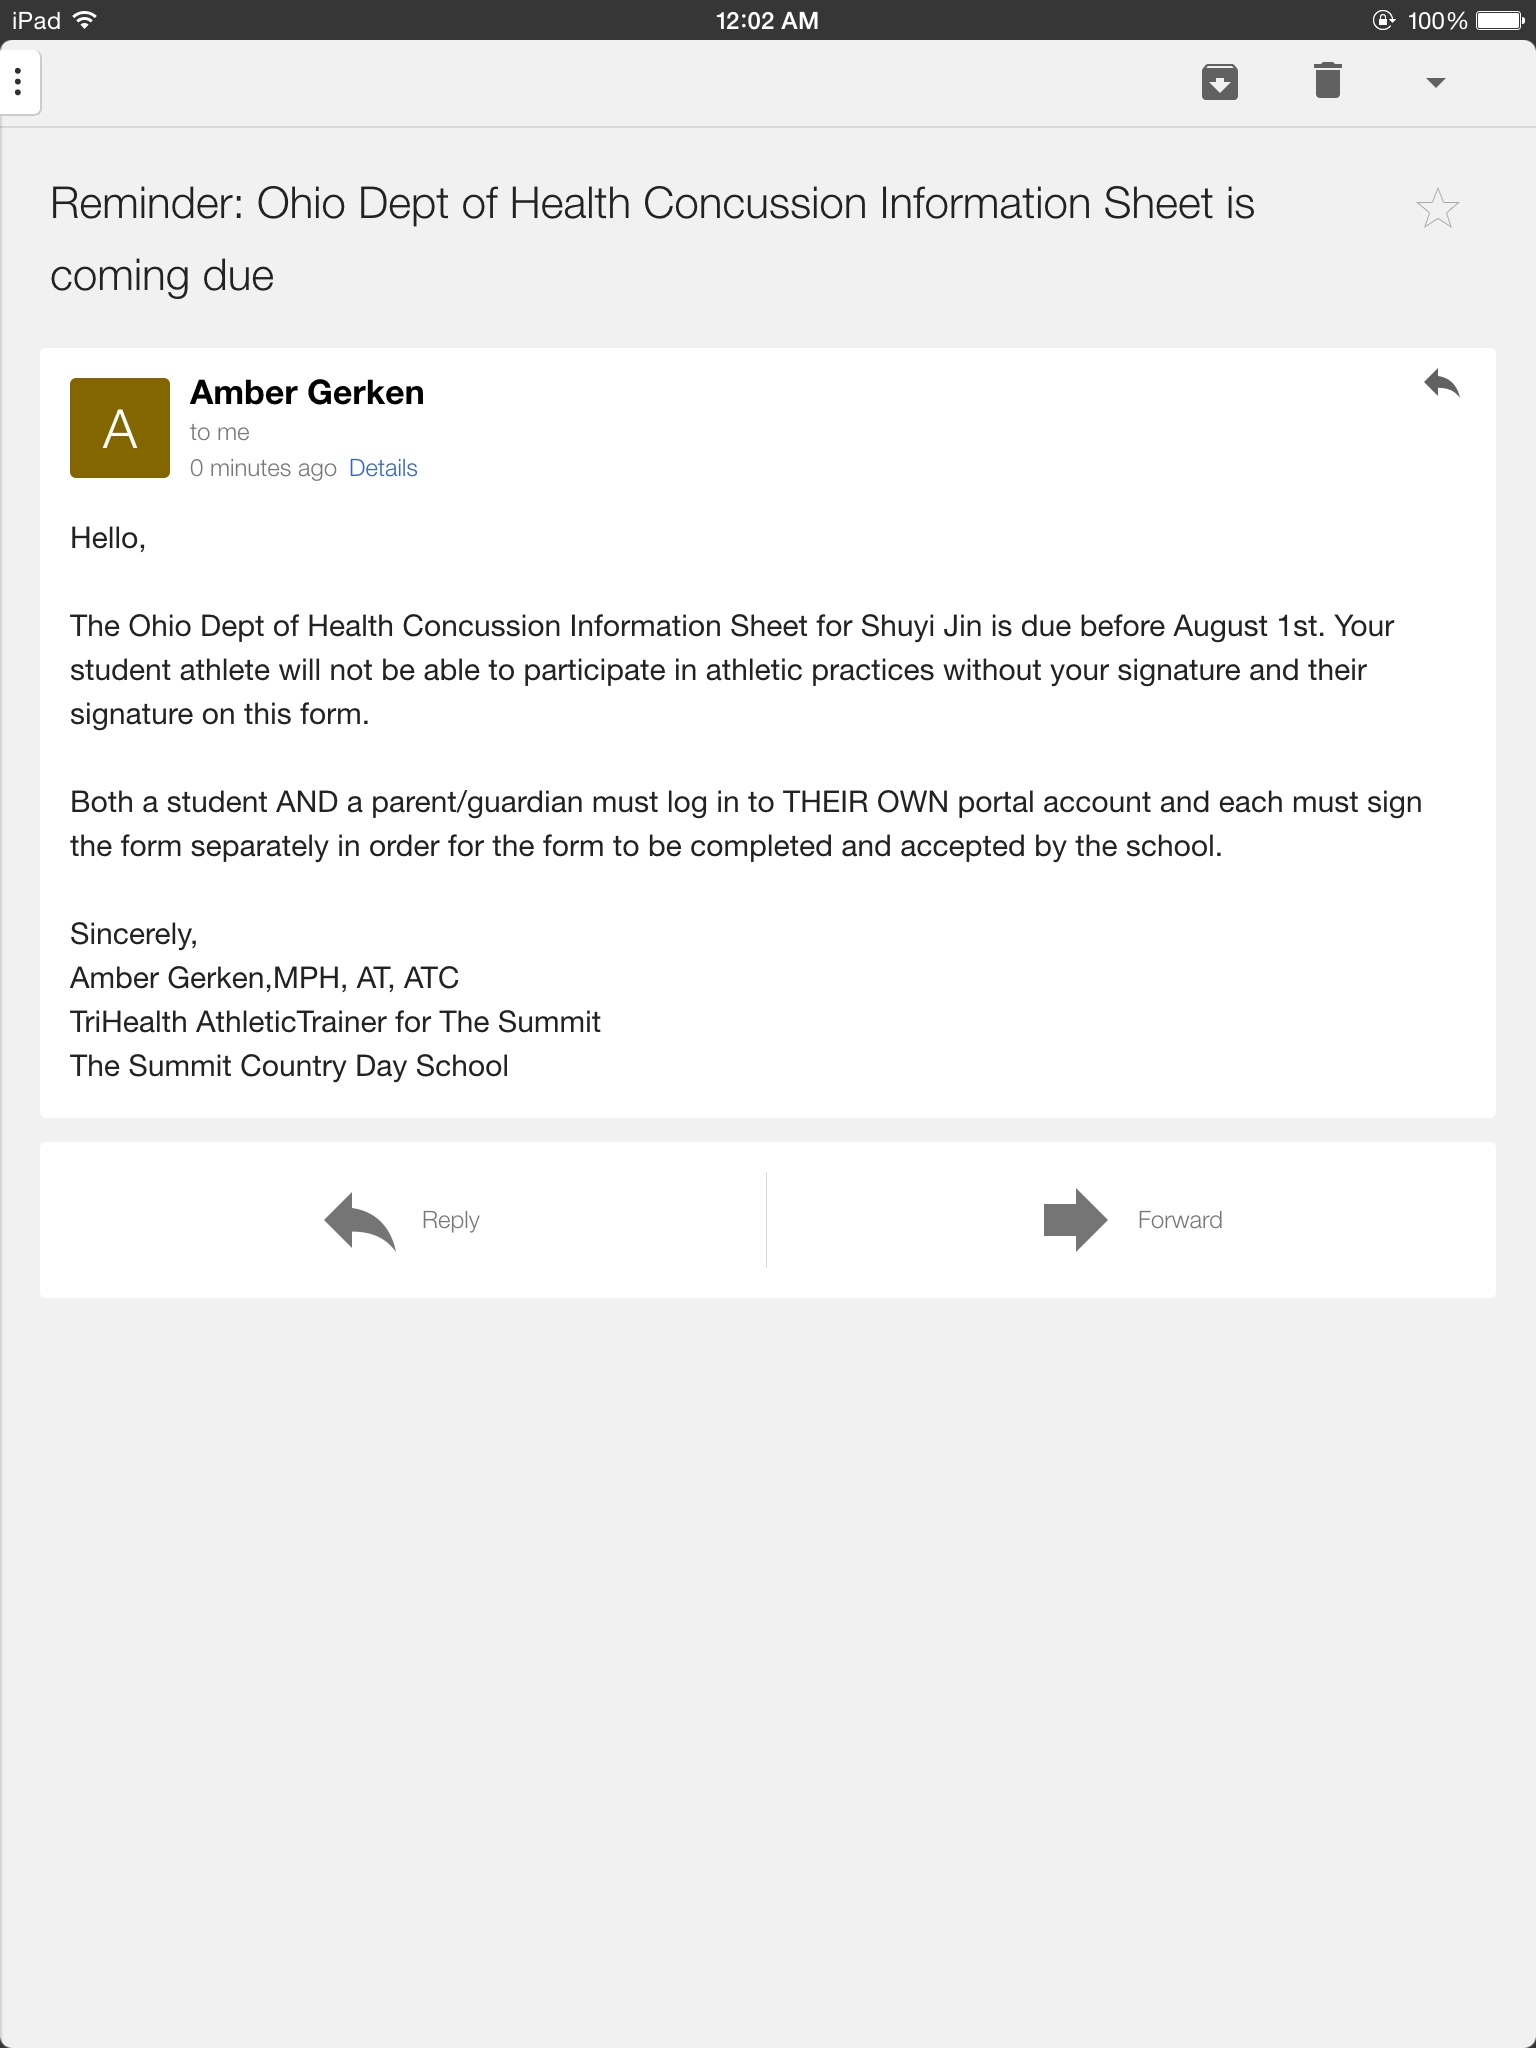 iPad 12:02 AM 100%
Reminder: Ohio Dept of Health Concussion Information Sheet is
coming due
A
Amber Gerken
to me
0 minutes ago Details
Hello,
The Ohio Dept of Health Concussion Information Sheet for Shuyi Jin is due before August 1st. Your
student athlete will not be able to participate in athletic practices without your signature and their
signature on this form.
Both a student AND a parent/guardian must log in to THEIR OWN portal account and each must sign
the form separately in order for the form to be completed and accepted by the school.
Sincerely,
Amber Gerken,MPH, AT, ATC
TriHealth AthleticTrainer for The Summit
The Summit Country Day School
Reply Forward